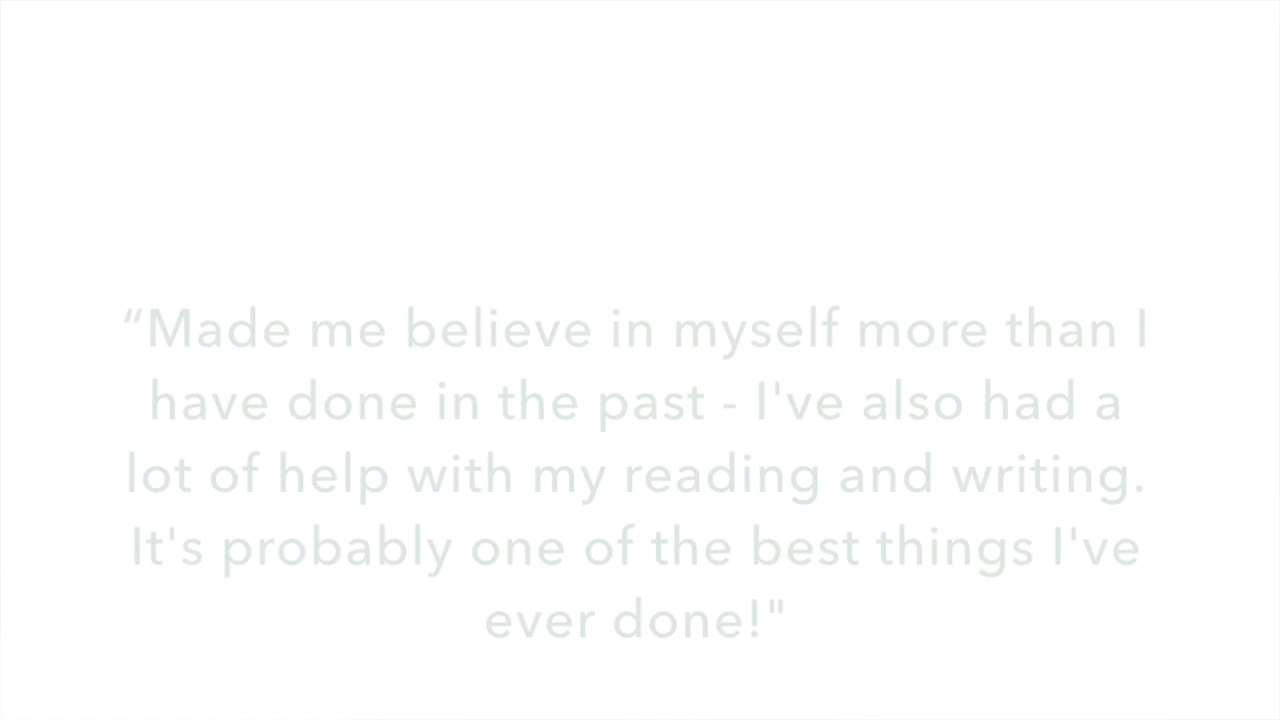 “Made me believe in myself more than I
have done in the past - I've also had a
lot of help with my reading and writing.
It's probably one of the best things I've
ever done!"